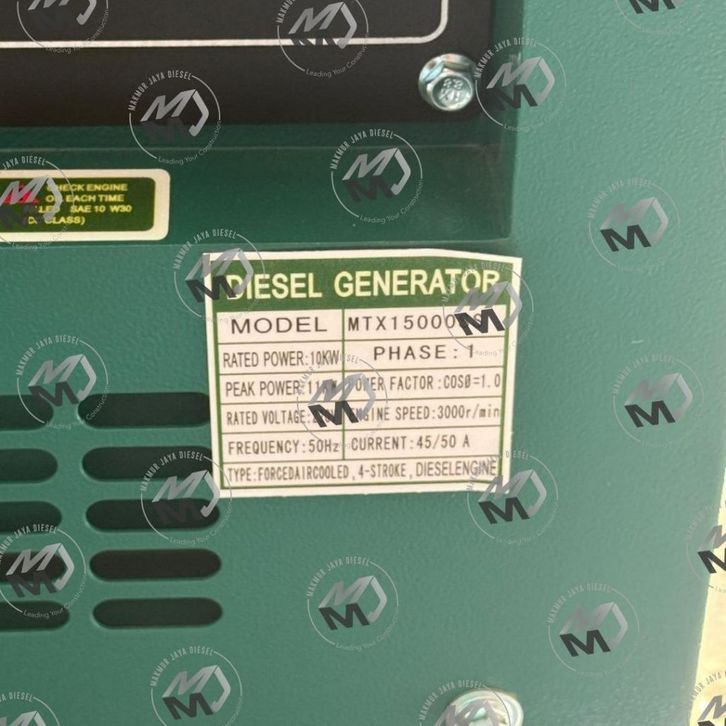 CHECK ENGINE
OIL EACH TIME
SAE 10 W30
CLASS)
DIESEL GENERATOR
MODEL MTX15000
RATED POWER:10KW PHASE: 1
PEAK POWER: POWER FACTOR:COSØ=1.0
RATED VOLTAGE: ENGINE SPEED:3000r/min
FREQUENCY:50Hz CURRENT:45/50 A
TYPE:FORCEDAIRCOOLED, 4-STROKE, DIESELENGINE
MAKMUR JAYA DIESEL
Leading Your Construction